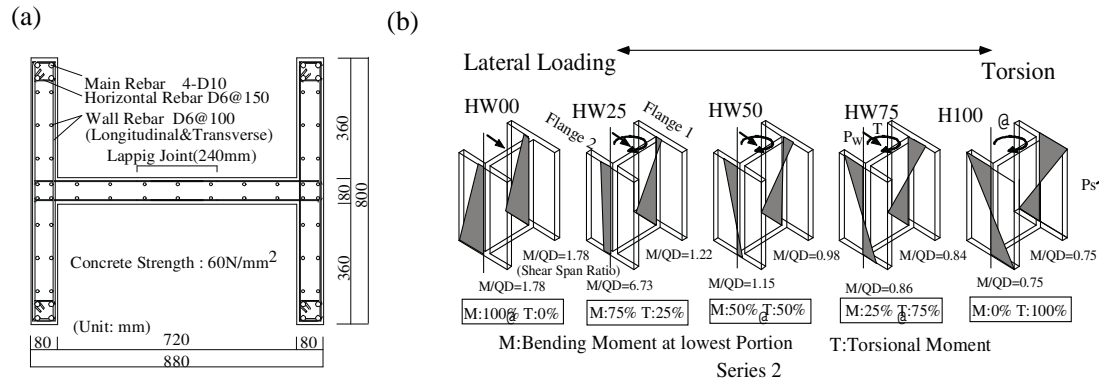 (a)
Main Rebar 4-D10
Horizontal Rebar D6@150
Wall Rebar D6@100
(Longitudinal&Transverse)
Lappig Joint(240mm)
Concrete Strength : 60N/mm2
(Unit: mm)
360
80
360
800
80
720
80
880
(b)
Lateral Loading
Torsion
HW00
HW25
HW50
HW75
H100
Flange 2
Flange 1
PW
T
@
Ps
M/QD=1.78
(Shear Span Ratio)
M/QD=1.22
M/QD=0.98
M/QD=0.84
M/QD=0.75
M/QD=1.78
M/QD=6.73
M/QD=1.15
M/QD=0.86
M/QD=0.75
M:100% T:0%
M:75% T:25%
M:50% T:50%
M:25% T:75%
M:0% T:100%
@
@
@
M:Bending Moment at lowest Portion
T:Torsional Moment
Series 2